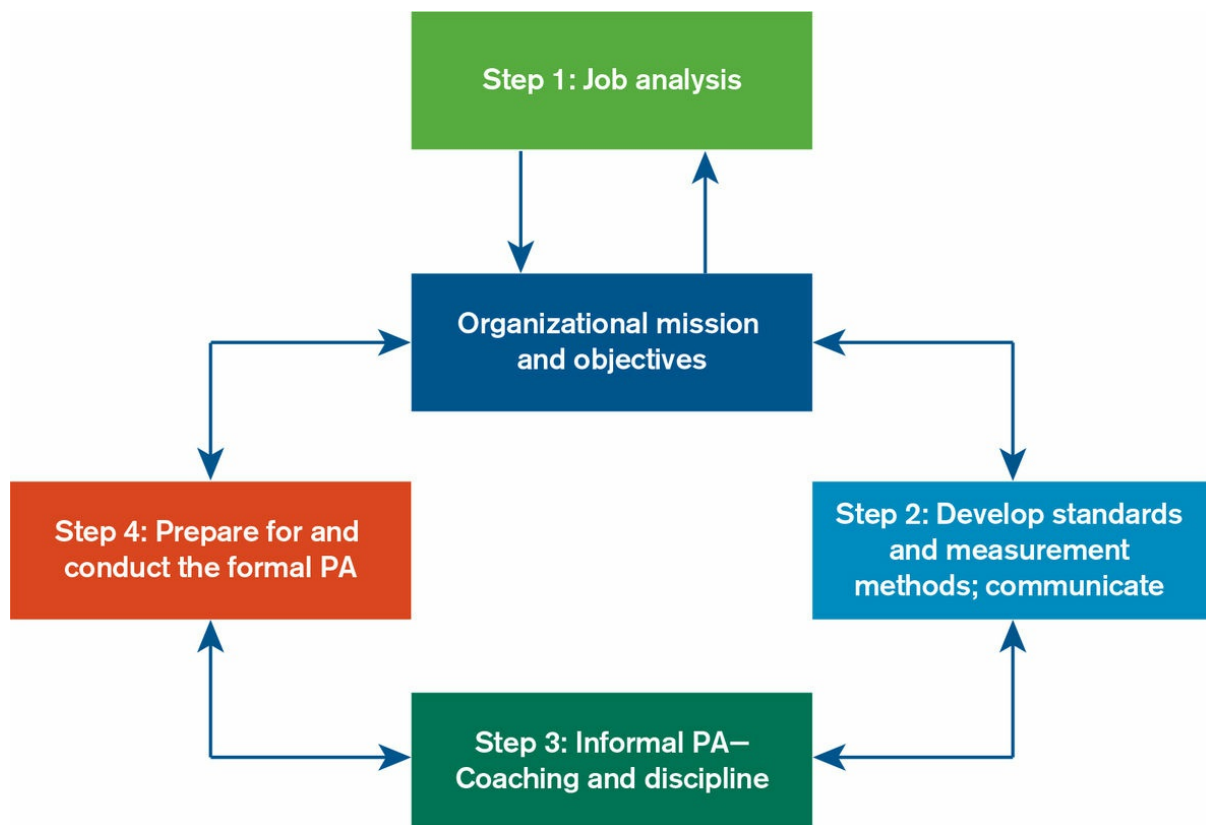 Step 1: Job analysis
Organizational mission
and objectives
Step 4: Prepare for and
conduct the formal PA
Step 2: Develop standards
and measurement
methods; communicate
Step 3: Informal PA—
Coaching and discipline